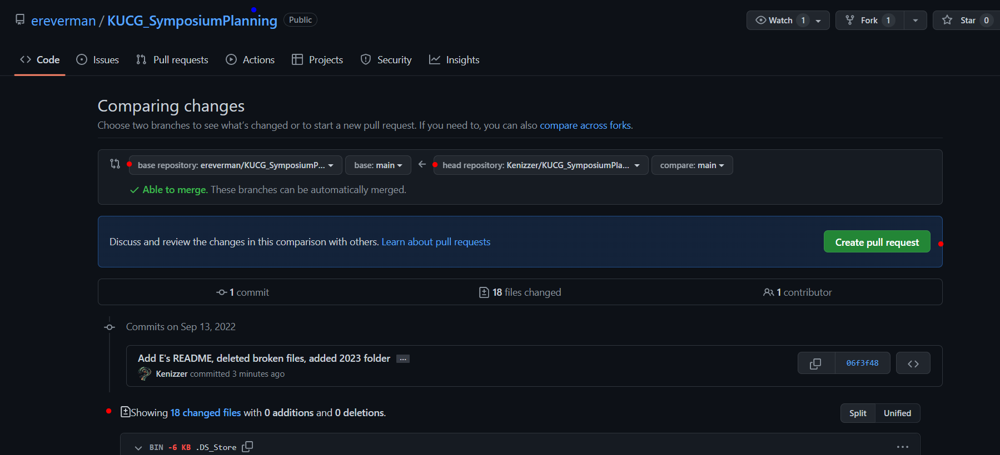 ereverman / KUCG_SymposiumPlanning Public Watch 1 Fork 1 Star 0
Code Issues Pull requests Actions Projects Security Insights
Comparing changes
Choose two branches to see what's changed or to start a new pull request. If you need to, you can also compare across forks.
base repository: ereverman/KUCG_SymposiumP... base: main head repository: Kenizzer/KUCG_SymposiumPla... compare: main
Able to merge. These branches can be automatically merged.
Discuss and review the changes in this comparison with others. Learn about pull requests Create pull request
1 commit 18 files changed 1 contributor
Commits on Sep 13, 2022
Add E's README, deleted broken files, added 2023 folder ...
Kenizzer committed 3 minutes ago 06f3f48
Showing 18 changed files with 0 additions and 0 deletions. Split Unified
BIN -6 KB .DS_Store